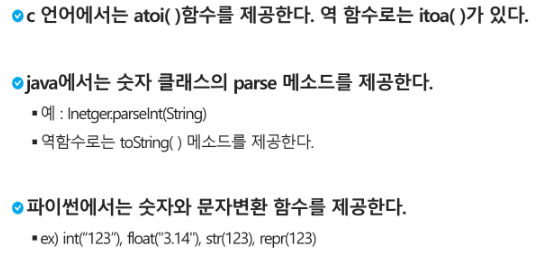 c 언어에서는 atoi( )함수를 제공한다. 역 함수로는 itoa( )가 있다.
java에서는 숫자 클래스의 parse 메소드를 제공한다.
▪ 예 : Inetger.parseInt(String)
▪ 역함수로는 toString( ) 메소드를 제공한다.
파이썬에서는 숫자와 문자변환 함수를 제공한다.
▪ ex) int("123"), float("3.14"), str(123), repr(123)